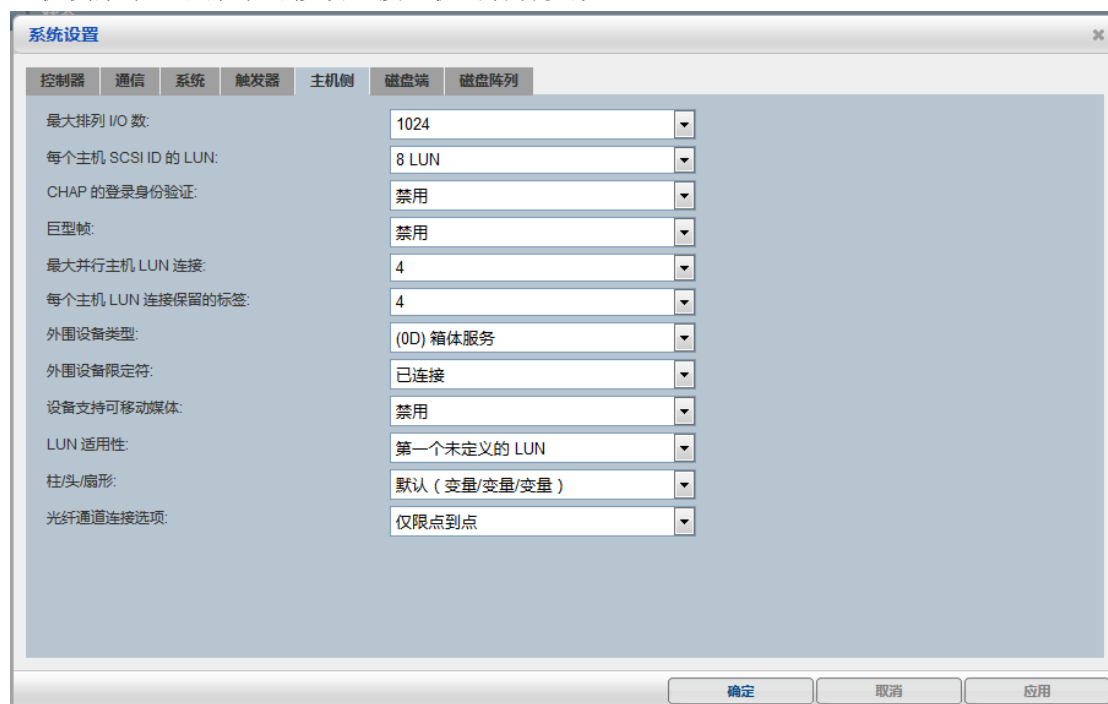 系统设置
控制器 通信 系统 触发器 主机侧 磁盘端 磁盘阵列
最大排列 I/O 数: 1024
每个主机 SCSI ID 的 LUN: 8 LUN
CHAP 的登录身份验证: 禁用
巨型帧: 禁用
最大并行主机 LUN 连接: 4
每个主机 LUN 连接保留的标签: 4
外围设备类型: (0D) 箱体服务
外围设备限定符: 已连接
设备支持可移动媒体: 禁用
LUN 适用性: 第一个未定义的 LUN
柱/头/扇形: 默认 ( 变量/变量/变量 )
光纤通道连接选项: 仅限点到点
确定 取消 应用